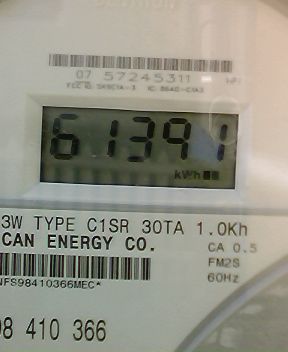 07 57245311
61391
kWh
3W TYPE C1SR 30TA 1.0Kh
CAN ENERGY CO.
CA 0.5
FM2S
60Hz
NFS98410366MEC*
98 410 366